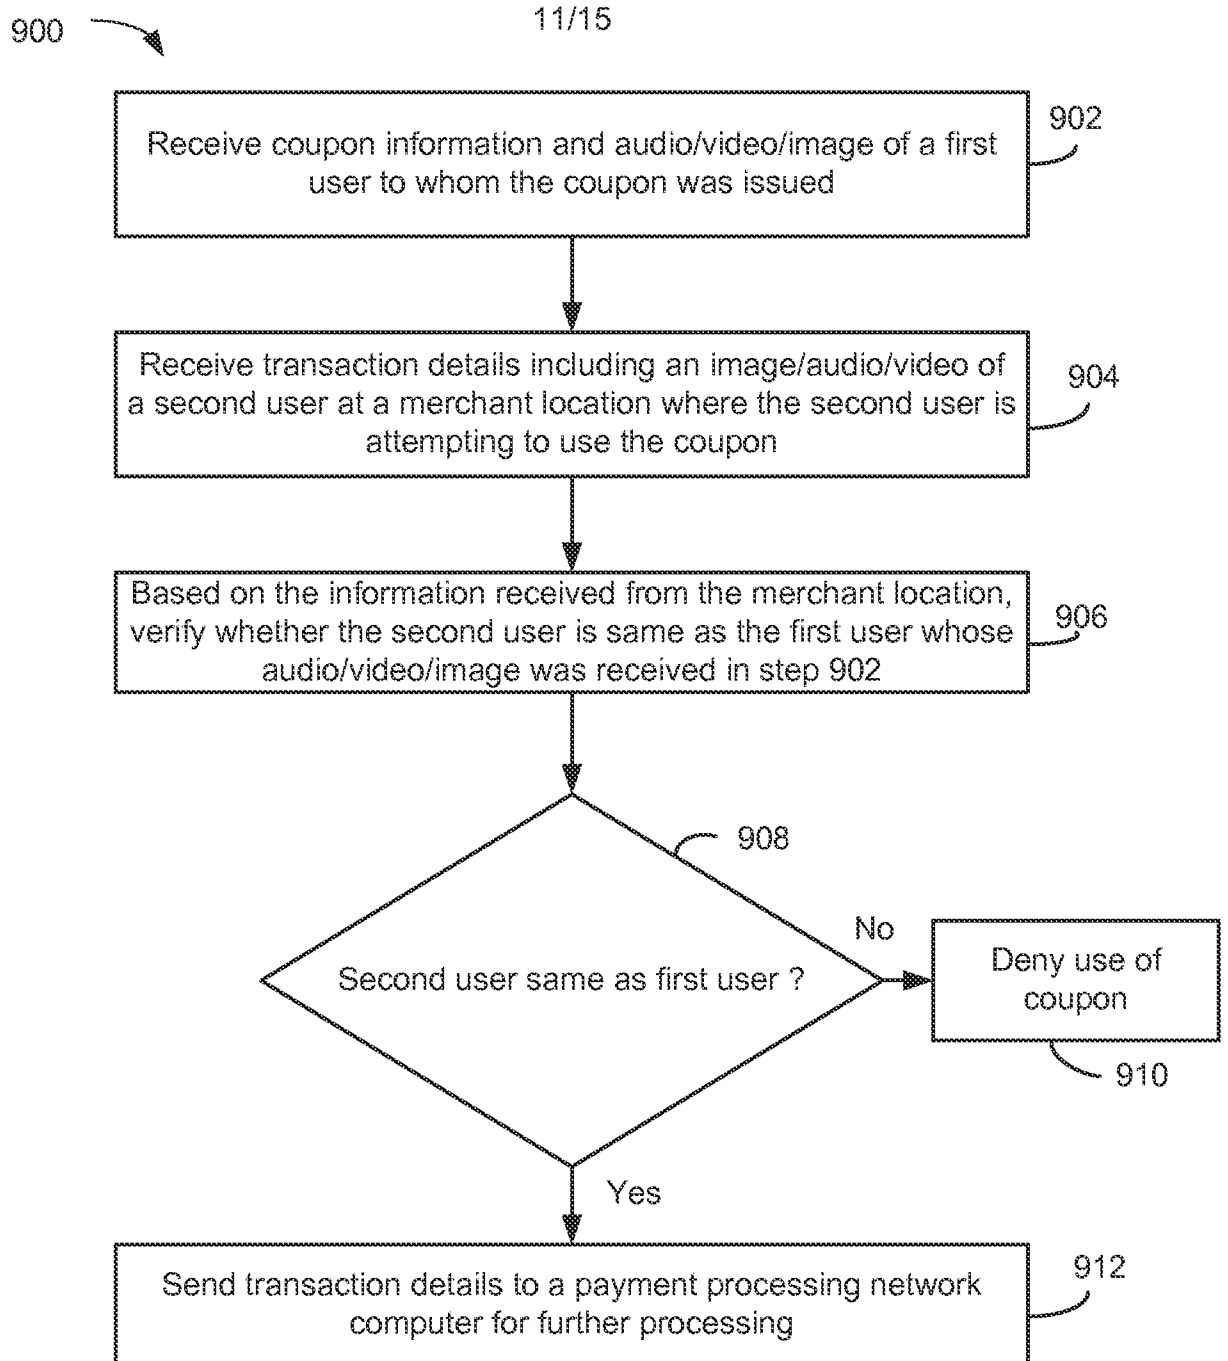 900
11/15
Receive coupon information and audio/video/image of a first
user to whom the coupon was issued
902
Receive transaction details including an image/audio/video of
a second user at a merchant location where the second user is
attempting to use the coupon
904
Based on the information received from the merchant location,
verify whether the second user is same as the first user whose
audio/video/image was received in step 902
906
908
Second user same as first user ?
No
Deny use of
coupon
910
Yes
Send transaction details to a payment processing network
computer for further processing
912